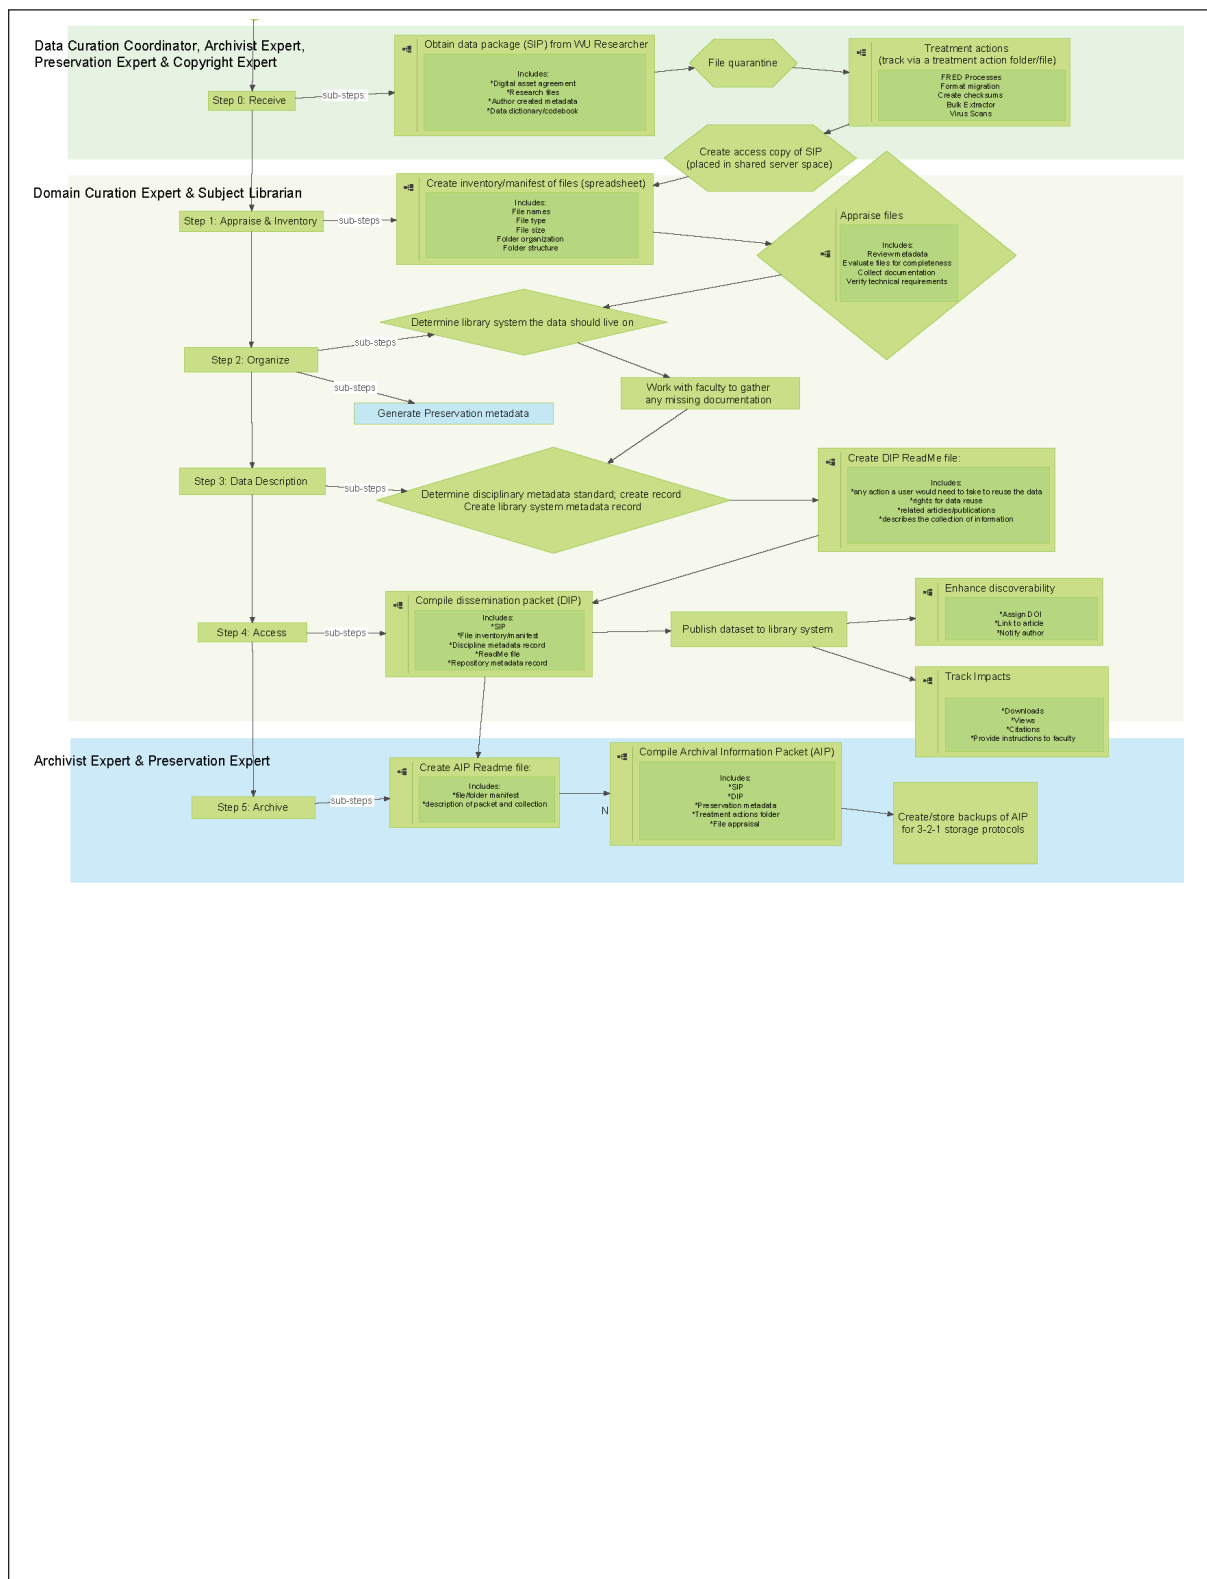 Data Curation Coordinator, Archivist Expert,
Preservation Expert & Copyright Expert
Step 0: Receive
sub-steps:
Obtain data package (SIP) from WU Researcher
Includes:
*Digital asset agreement
*Research files
*Author created metadata
*Data dictionary/codebook
File quarantine
Treatment actions
(track via a treatment action folder/file)
FRED Processes
Format migration
Create checksums
Bulk Extractor
Virus Scans
Create access copy of SIP
(placed in shared server space)
Domain Curation Expert & Subject Librarian
Step 1: Appraise & Inventory
sub-steps
Create inventory/manifest of files (spreadsheet)
Includes:
File names
File type
File size
Folder organization
Folder structure
Appraise files
Includes:
Review metadata
Evaluate files for completeness
Collect documentation
Verify technical requirements
Determine library system the data should live on
Step 2: Organize
sub-steps
sub-steps
Generate Preservation metadata
Work with faculty to gather
any missing documentation
Step 3: Data Description
sub-steps
Determine disciplinary metadata standard; create record
Create library system metadata record
Create DIP ReadMe file:
Includes:
*any action a user would need to take to reuse the data
*rights for data reuse
*related articles/publications
*describes the collection of information
Step 4: Access
sub-steps
Compile dissemination packet (DIP)
Includes:
*SIP
*File inventory/manifest
*Discipline metadata record
*ReadMe file
*Repository metadata record
Publish dataset to library system
Enhance discoverability
*Assign DOI
*Link to article
*Notify author
Track Impacts
*Downloads
*Views
*Citations
*Provide instructions to faculty
Archivist Expert & Preservation Expert
Step 5: Archive
sub-steps
Create AIP Readme file:
Includes:
*file/folder manifest
*description of packet and collection
N
Compile Archival Information Packet (AIP)
Includes:
*SIP
*DIP
*Preservation metadata
*Treatment actions folder
*File appraisal
Create/store backups of AIP
for 3-2-1 storage protocols